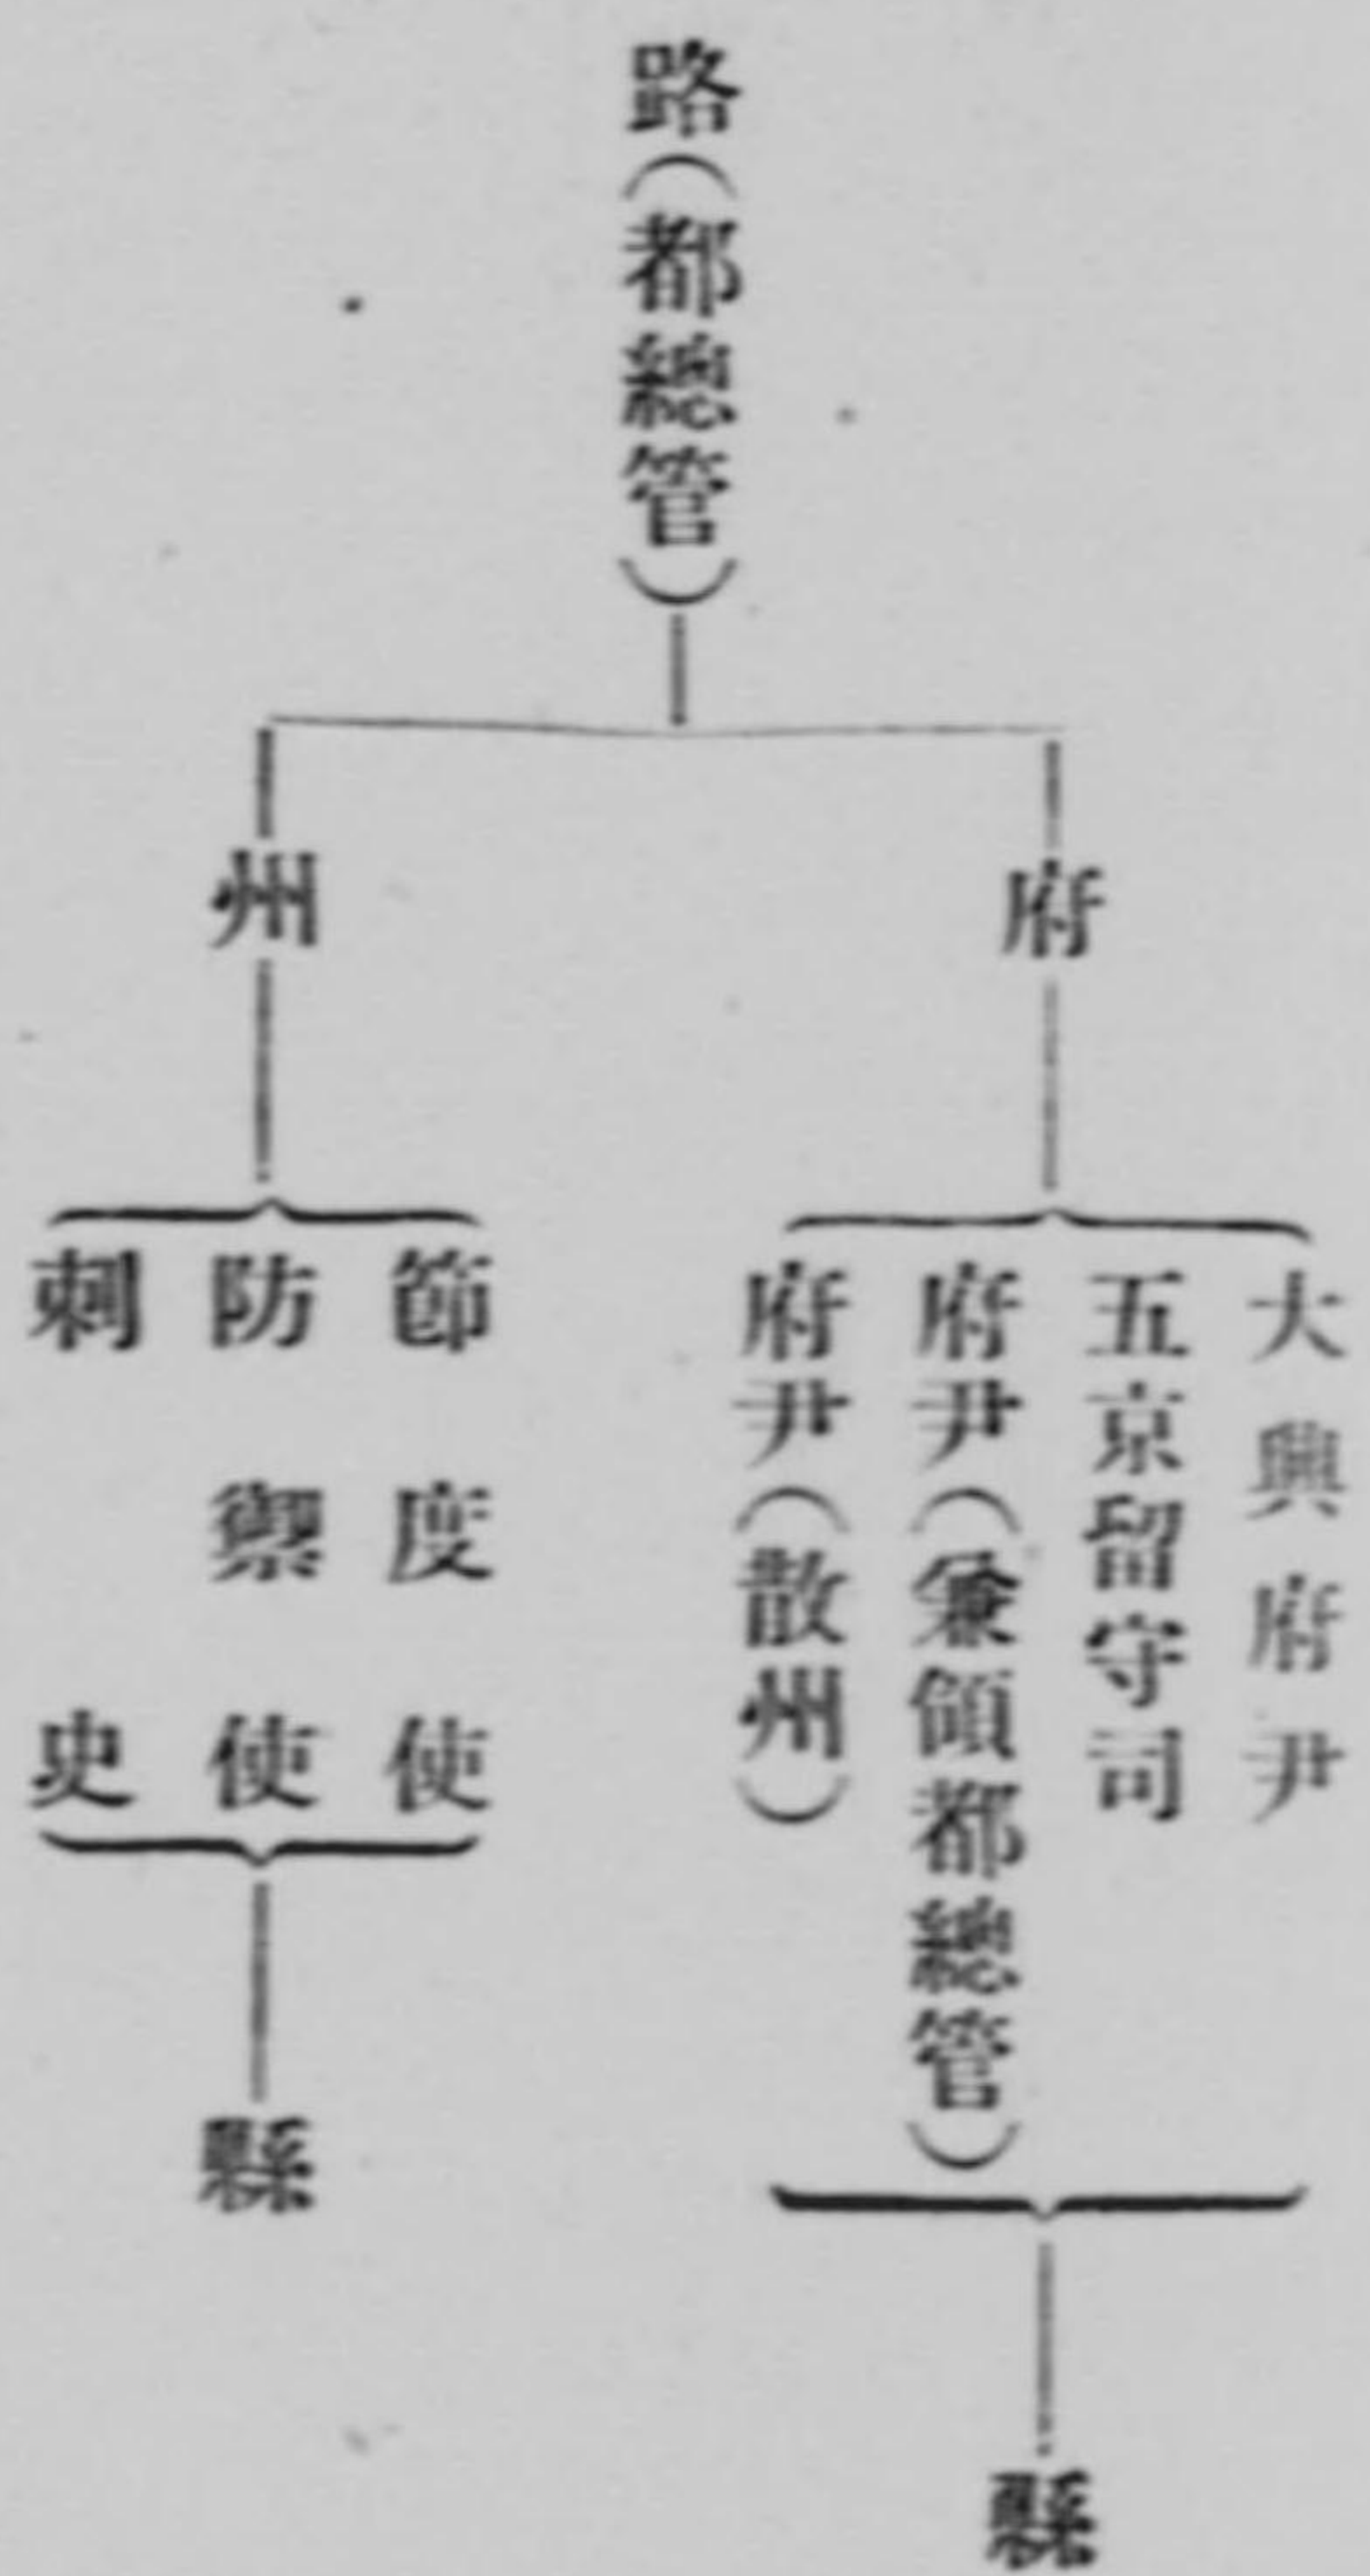 路(都總管)
府
大興府尹
五京留守司
府尹(兼領都總管)
府尹(散州)
縣
州
節度使
防禦使
刺史
縣